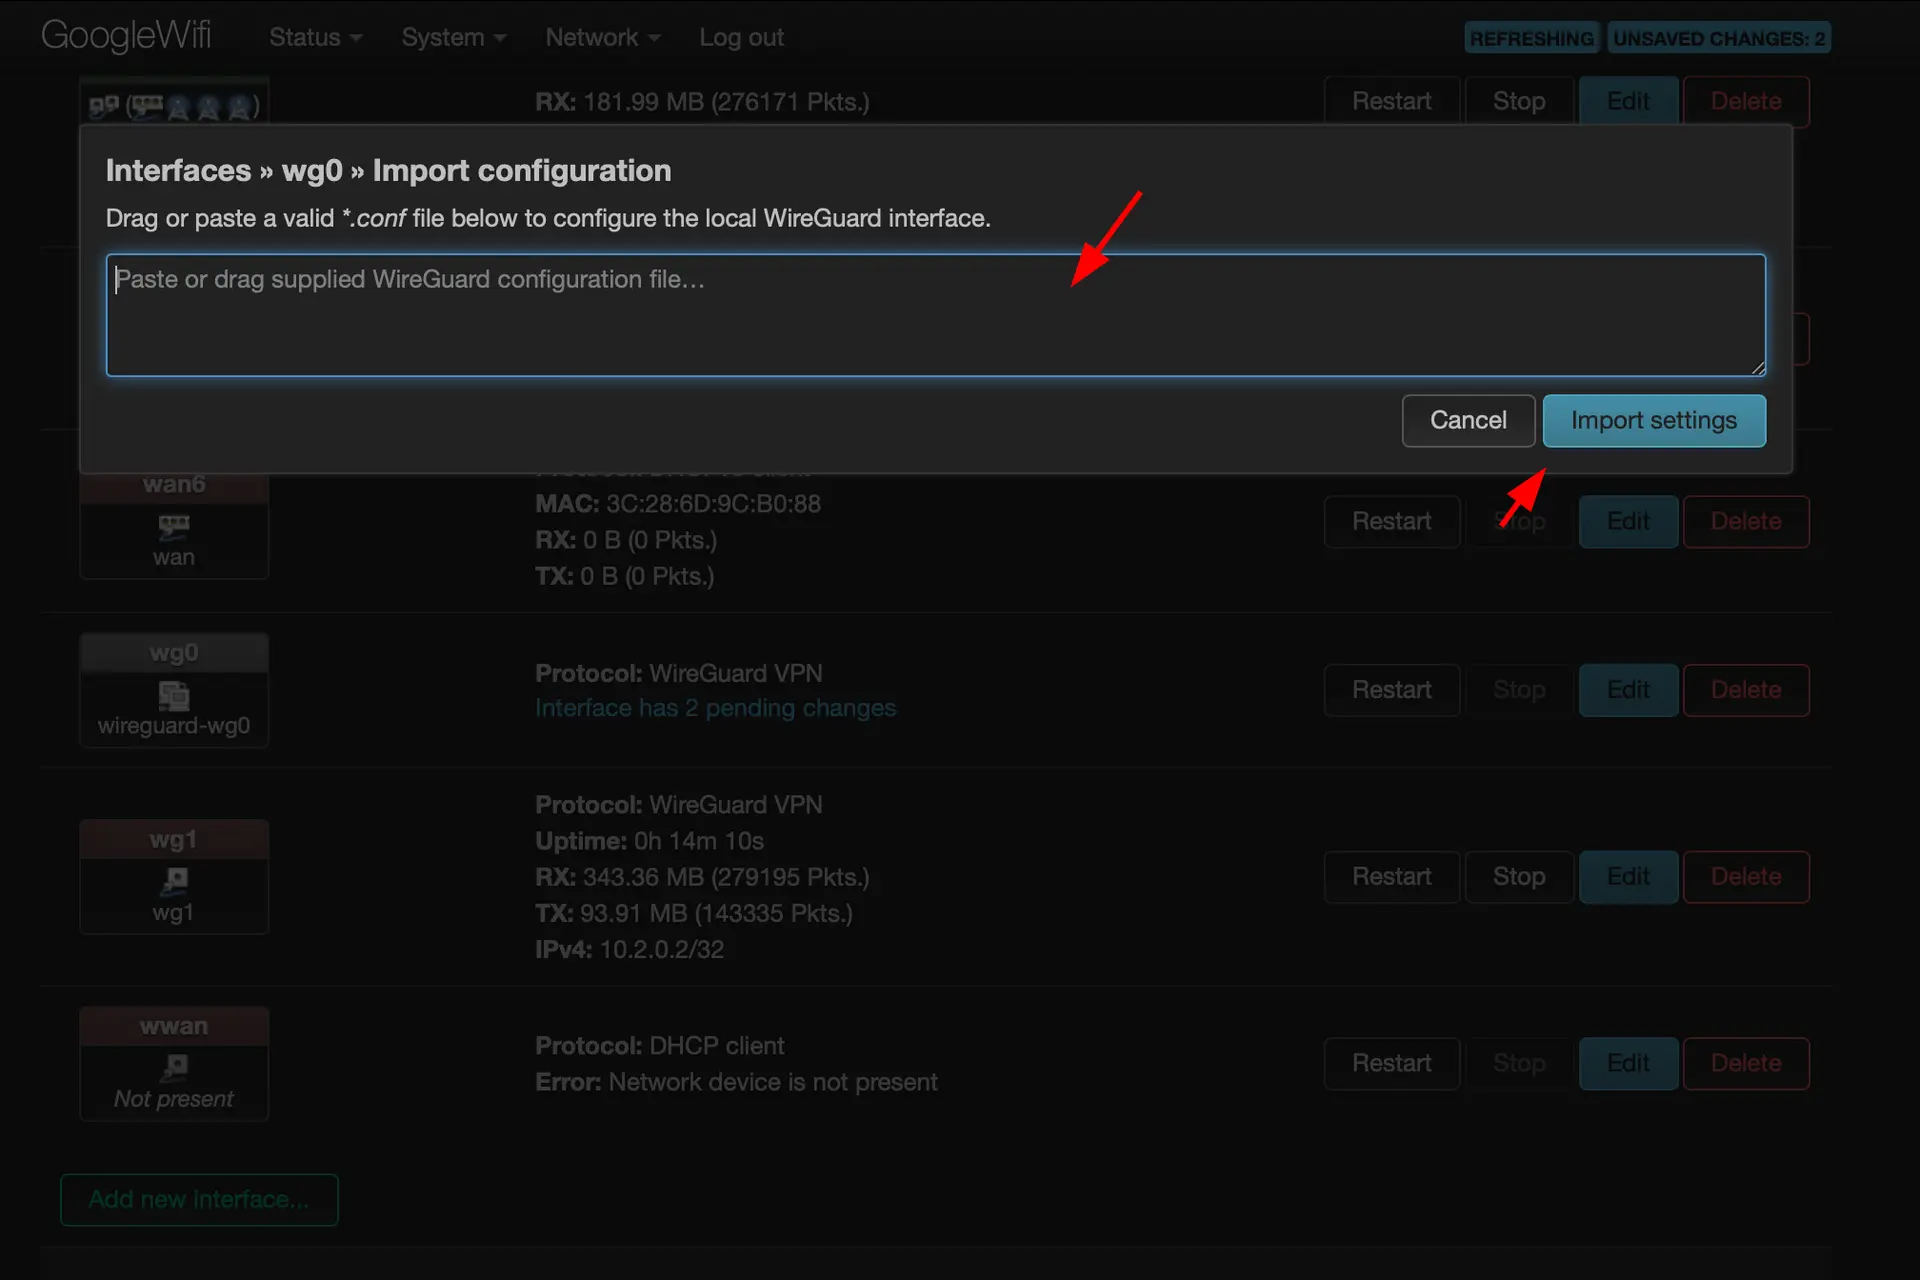 GoogleWifi Status System Network Log out REFRESHING UNSAVED CHANGES: 2
RX: 181.99 MB (276171 Pkts.) Restart Stop Edit Delete
Interfaces » wg0 » Import configuration
Drag or paste a valid *.conf file below to configure the local WireGuard interface.
Paste or drag supplied WireGuard configuration file...
Cancel Import settings
wan6
wan
MAC: 3C:28:6D:9C:B0:88
RX: 0 B (0 Pkts.)
TX: 0 B (0 Pkts.)
Restart Stop Edit Delete
wg0
wireguard-wg0
Protocol: WireGuard VPN
Interface has 2 pending changes
Restart Stop Edit Delete
wg1
wg1
Protocol: WireGuard VPN
Uptime: 0h 14m 10s
RX: 343.36 MB (279195 Pkts.)
TX: 93.91 MB (143335 Pkts.)
IPv4: 10.2.0.2/32
Restart Stop Edit Delete
wwan
Not present
Protocol: DHCP client
Error: Network device is not present
Restart Stop Edit Delete
Add new interface...